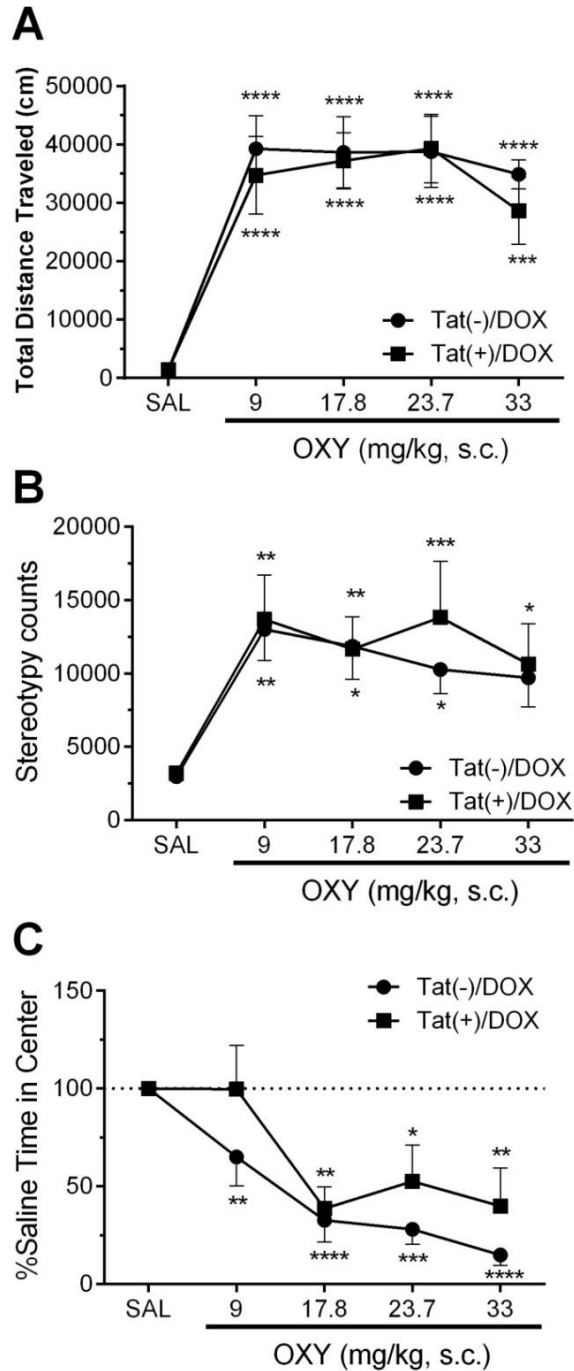 A
Total Distance Traveled (cm)
50000
40000
30000
20000
10000
0
**** **** **** ****
**** **** **** ***
Tat(-)/DOX
Tat(+)/DOX
SAL 9 17.8 23.7 33
OXY (mg/kg, s.c.)
B
Stereotypy counts
20000
15000
10000
5000
0
** ** *** *
** * *
Tat(-)/DOX
Tat(+)/DOX
SAL 9 17.8 23.7 33
OXY (mg/kg, s.c.)
C
%Saline Time in Center
150
100
50
0
Tat(-)/DOX
Tat(+)/DOX
** * **
** **** *** ****
SAL 9 17.8 23.7 33
OXY (mg/kg, s.c.)